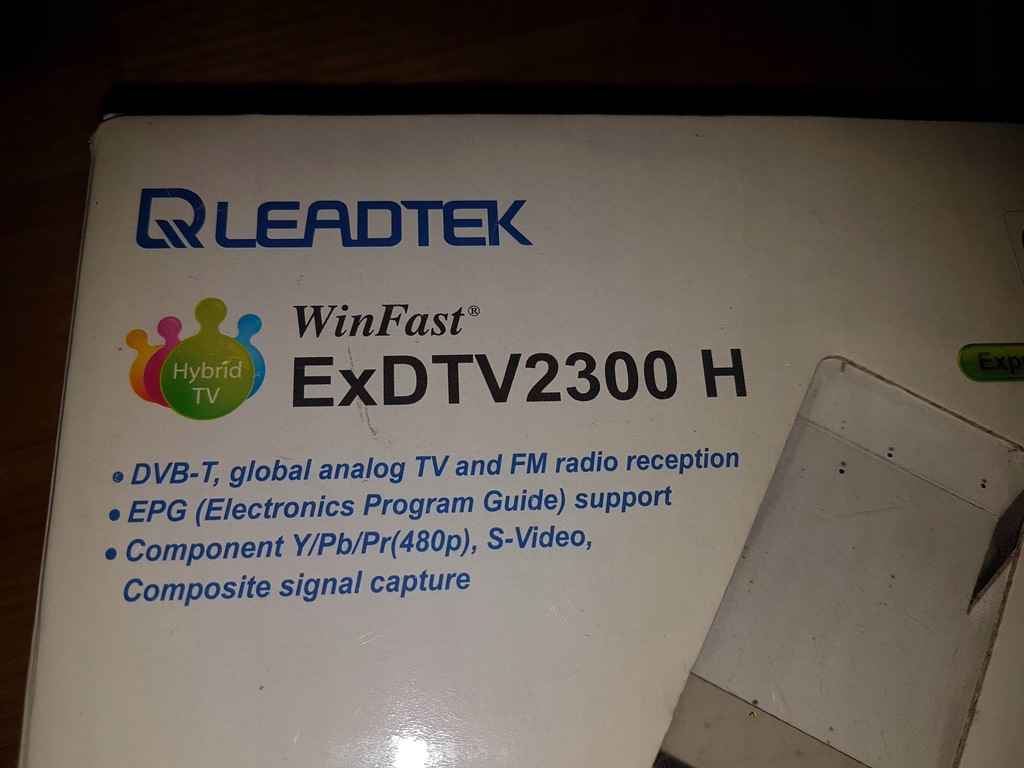 LEADTEK
Hybrid
TV
WinFast®
ExDTV2300 H
• DVB-T, global analog TV and FM radio reception
• EPG (Electronics Program Guide) support
• Component Y/Pb/Pr(480p), S-Video,
Composite signal capture